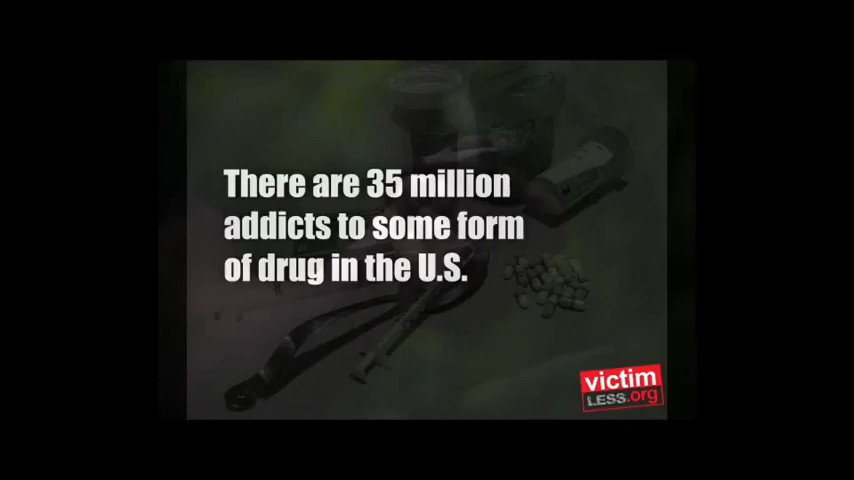 There are 35 million
addicts to some form
of drug in the U.S.
victim
LESS.org